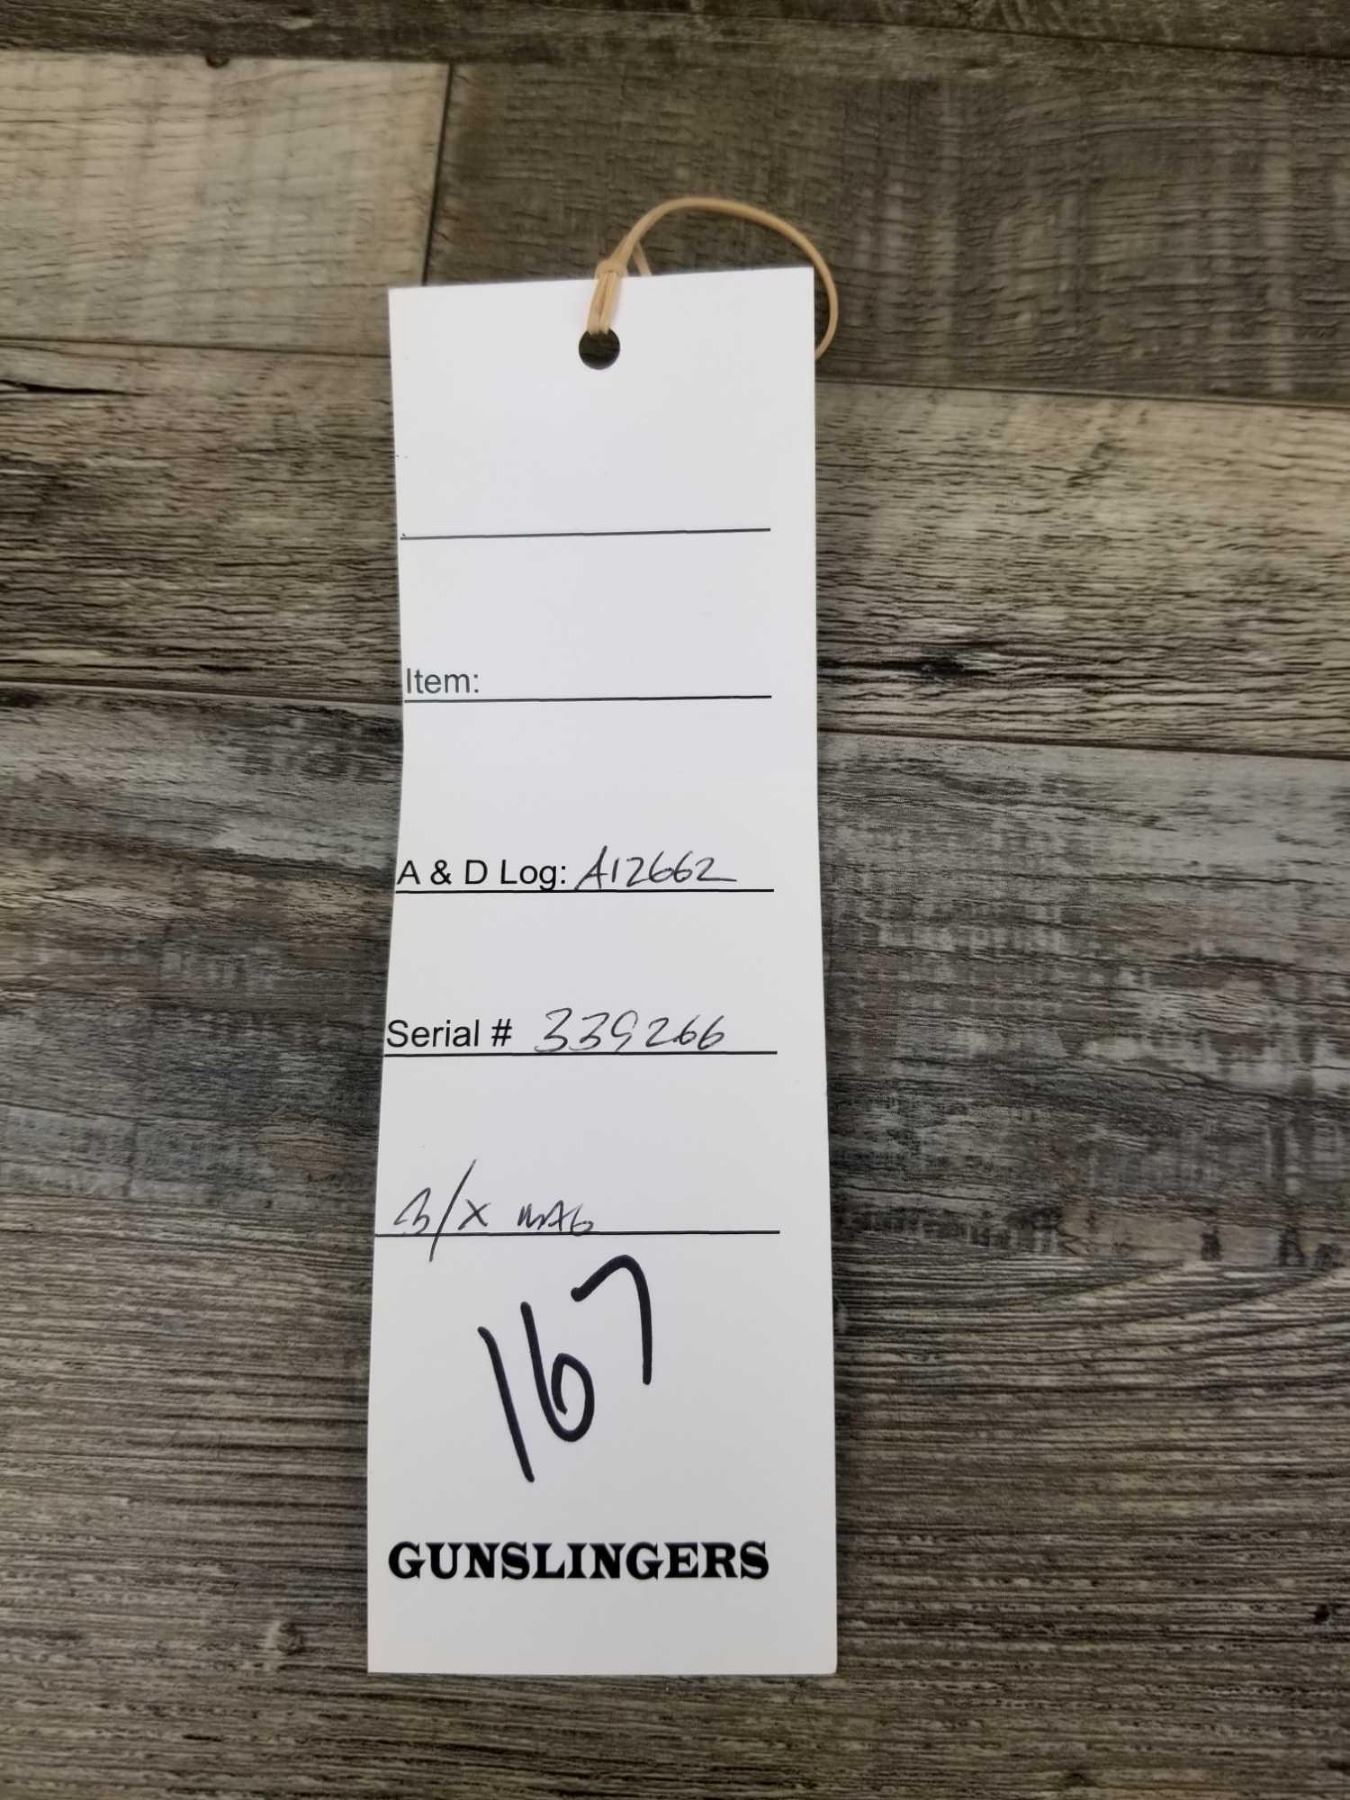 Item:
A & D Log: A12662
Serial # 339266
3/X MAG
167
GUNSLINGERS